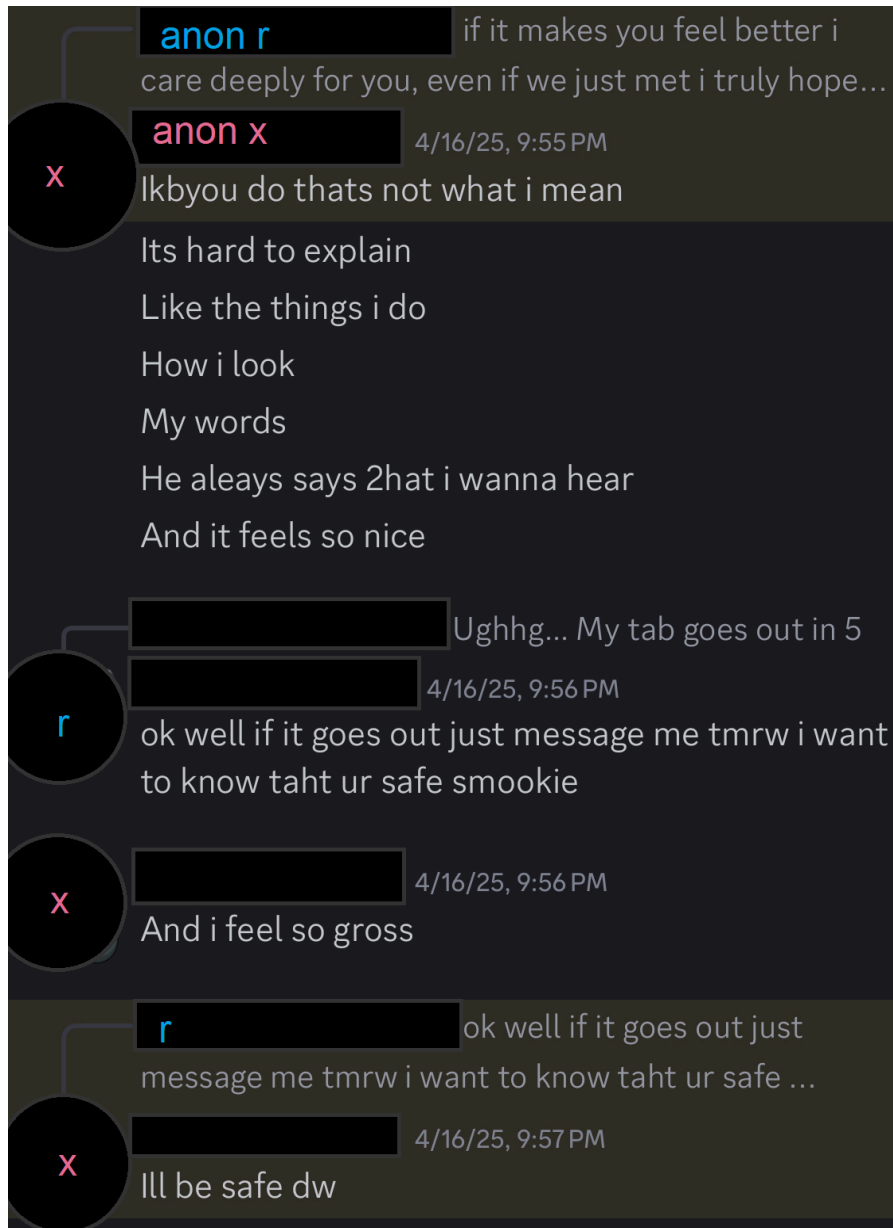 anon r if it makes you feel better i
care deeply for you, even if we just met i truly hope...
anon x 4/16/25, 9:55 PM
x
Ikbyou do thats not what i mean
Its hard to explain
Like the things i do
How i look
My words
He aleays says 2hat i wanna hear
And it feels so nice
Ughhg... My tab goes out in 5
4/16/25, 9:56 PM
r
ok well if it goes out just message me tmrw i want
to know taht ur safe smookie
4/16/25, 9:56 PM
x
And i feel so gross
r ok well if it goes out just
message me tmrw i want to know taht ur safe ...
4/16/25, 9:57 PM
x
Ill be safe dw